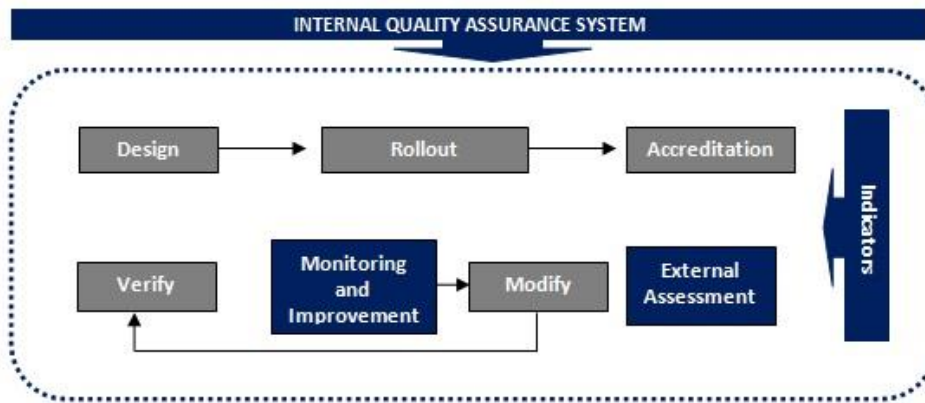 INTERNAL QUALITY ASSURANCE SYSTEM
Design
Rollout
Accreditation
Indicators
Verify
Monitoring
and
Improvement
Modify
External
Assessment